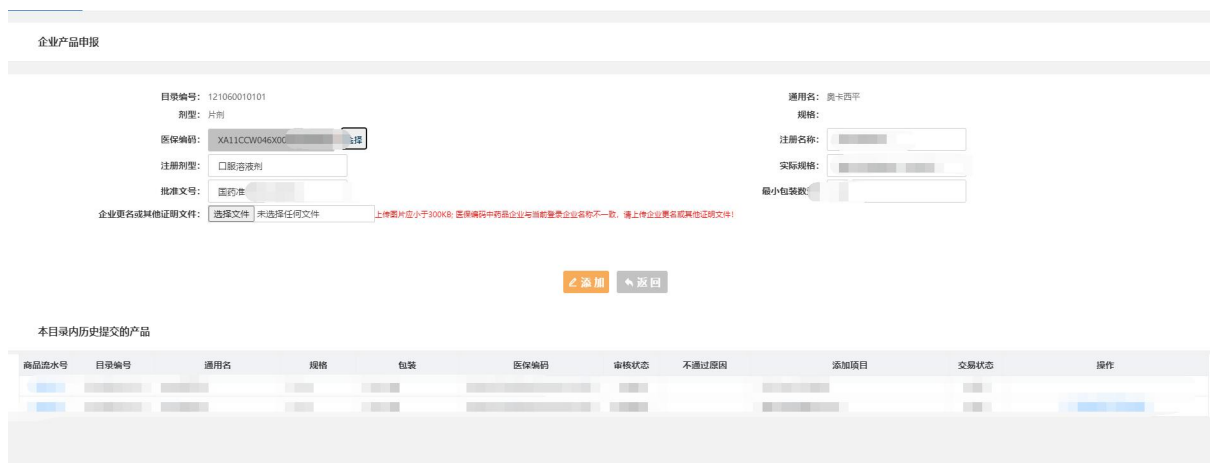 企业产品申报
目录编号： 121060010101
通用名： 奥卡西平
剂型： 片剂
规格：
医保编码： XA11CCW046X00
选择
注册名称：
注册剂型： 口服溶液剂
实际规格：
批准文号： 国药准
最小包装数
企业更名或其他证明文件： 选择文件 未选择任何文件 上传图片应小于300KB; 医保编码中药品企业与当前登录企业名称不一致，请上传企业更名或其他证明文件！
添加 返回
本目录内历史提交的产品
商品流水号 目录编号 通用名 规格 包装 医保编码 审核状态 不通过原因 添加项目 交易状态 操作